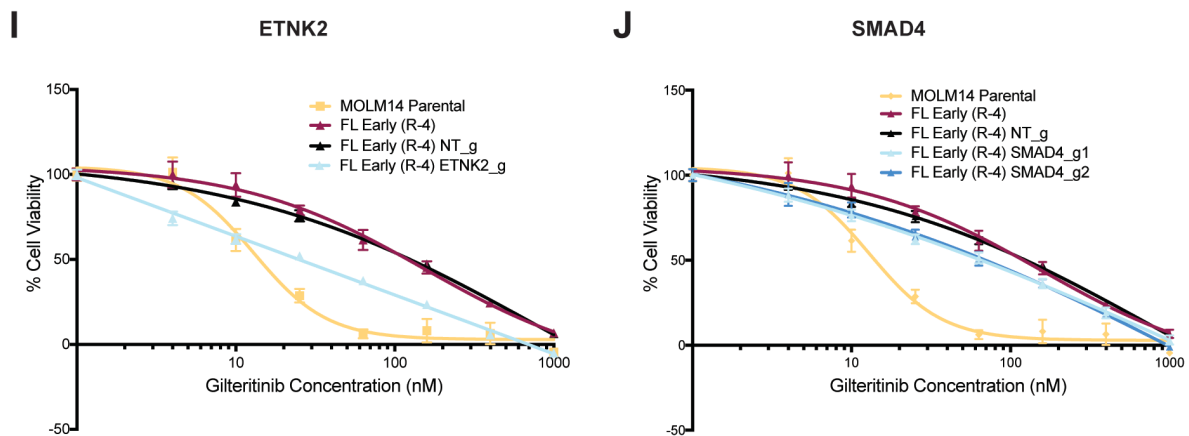 I
ETNK2
MOLM14 Parental
FL Early (R-4)
FL Early (R-4) NT_g
FL Early (R-4) ETNK2_g
% Cell Viability
150
100
50
0
-50
10
100
1000
Gilteritinib Concentration (nM)
J
SMAD4
MOLM14 Parental
FL Early (R-4)
FL Early (R-4) NT_g
FL Early (R-4) SMAD4_g1
FL Early (R-4) SMAD4_g2
% Cell Viability
150
100
50
0
-50
10
100
1000
Gilteritinib Concentration (nM)